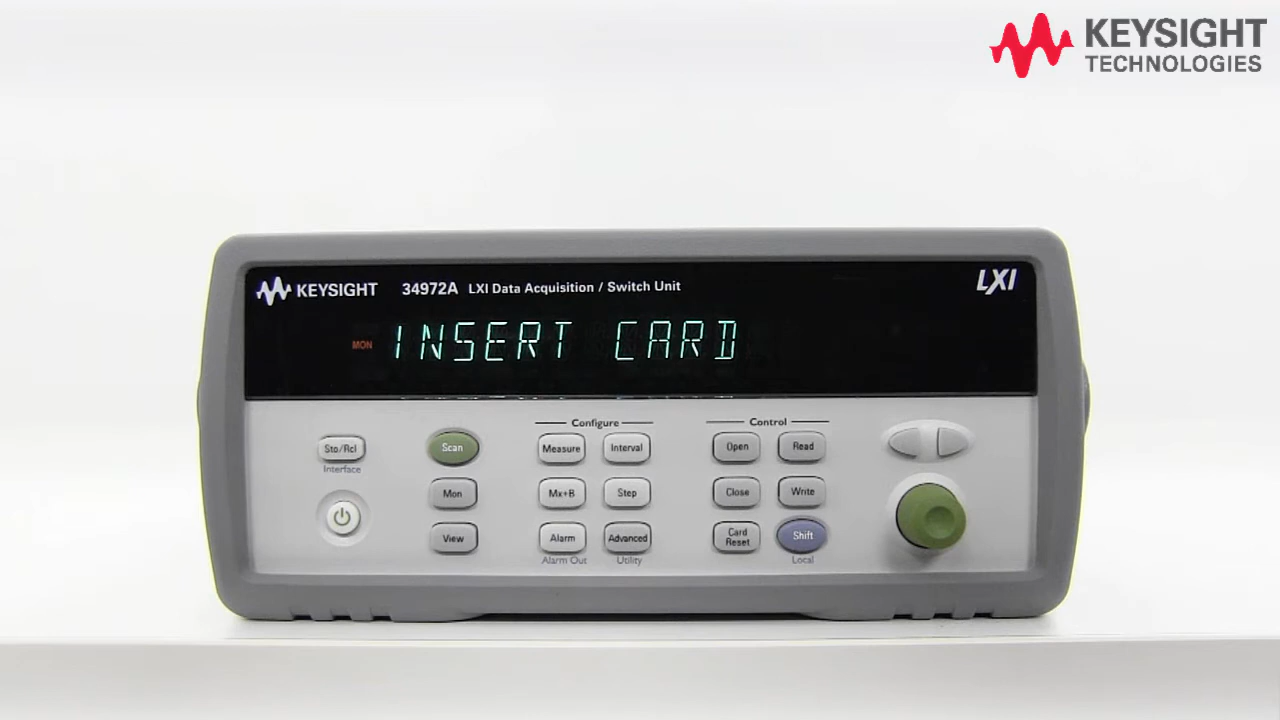 KEYSIGHT
TECHNOLOGIES
KEYSIGHT 34972A LXI Data Acquisition / Switch Unit LXI
MON INSERT CARD
Configure Control
Sto/Rcl Scan Measure Interval Open Read
Interface
Mon Mx+B Step Close Write
View Alarm Advanced Card Reset Shift
Alarm Out Utility Local